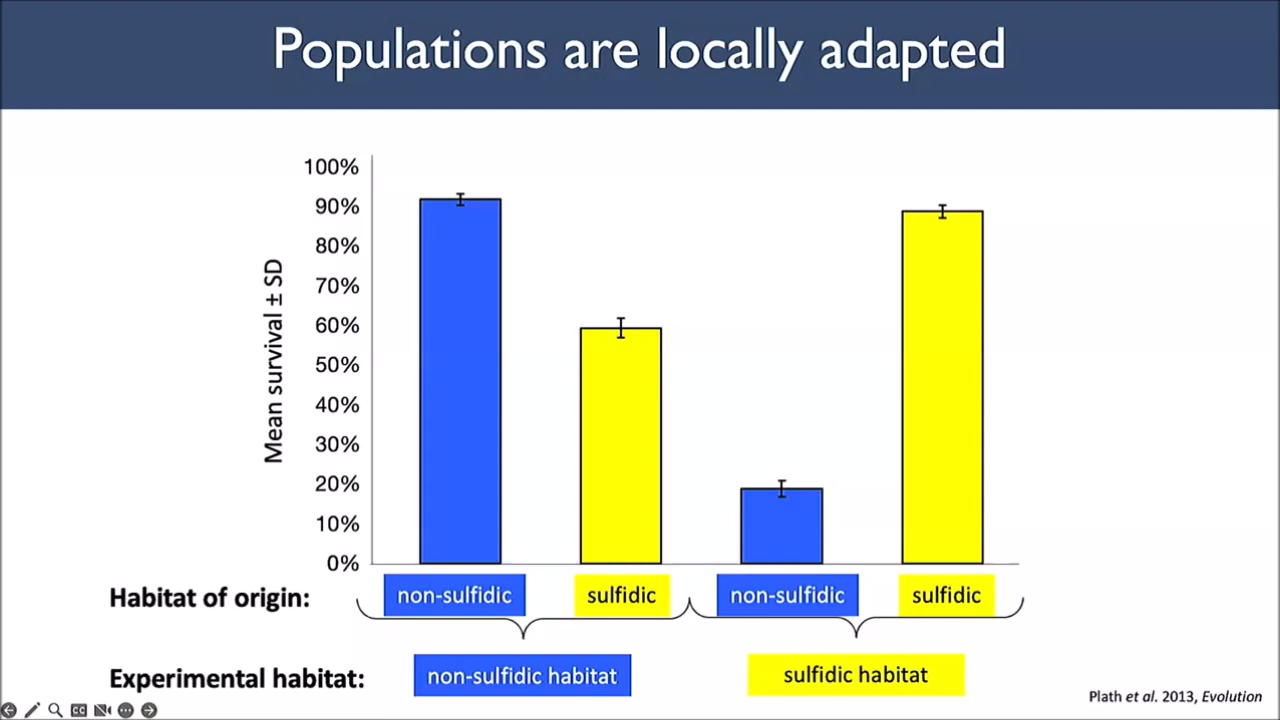 Populations are locally adapted
Mean survival ± SD
100%
90%
80%
70%
60%
50%
40%
30%
20%
10%
0%
Habitat of origin: non-sulfidic sulfidic non-sulfidic sulfidic
Experimental habitat: non-sulfidic habitat sulfidic habitat
Plath et al. 2013, Evolution
CC